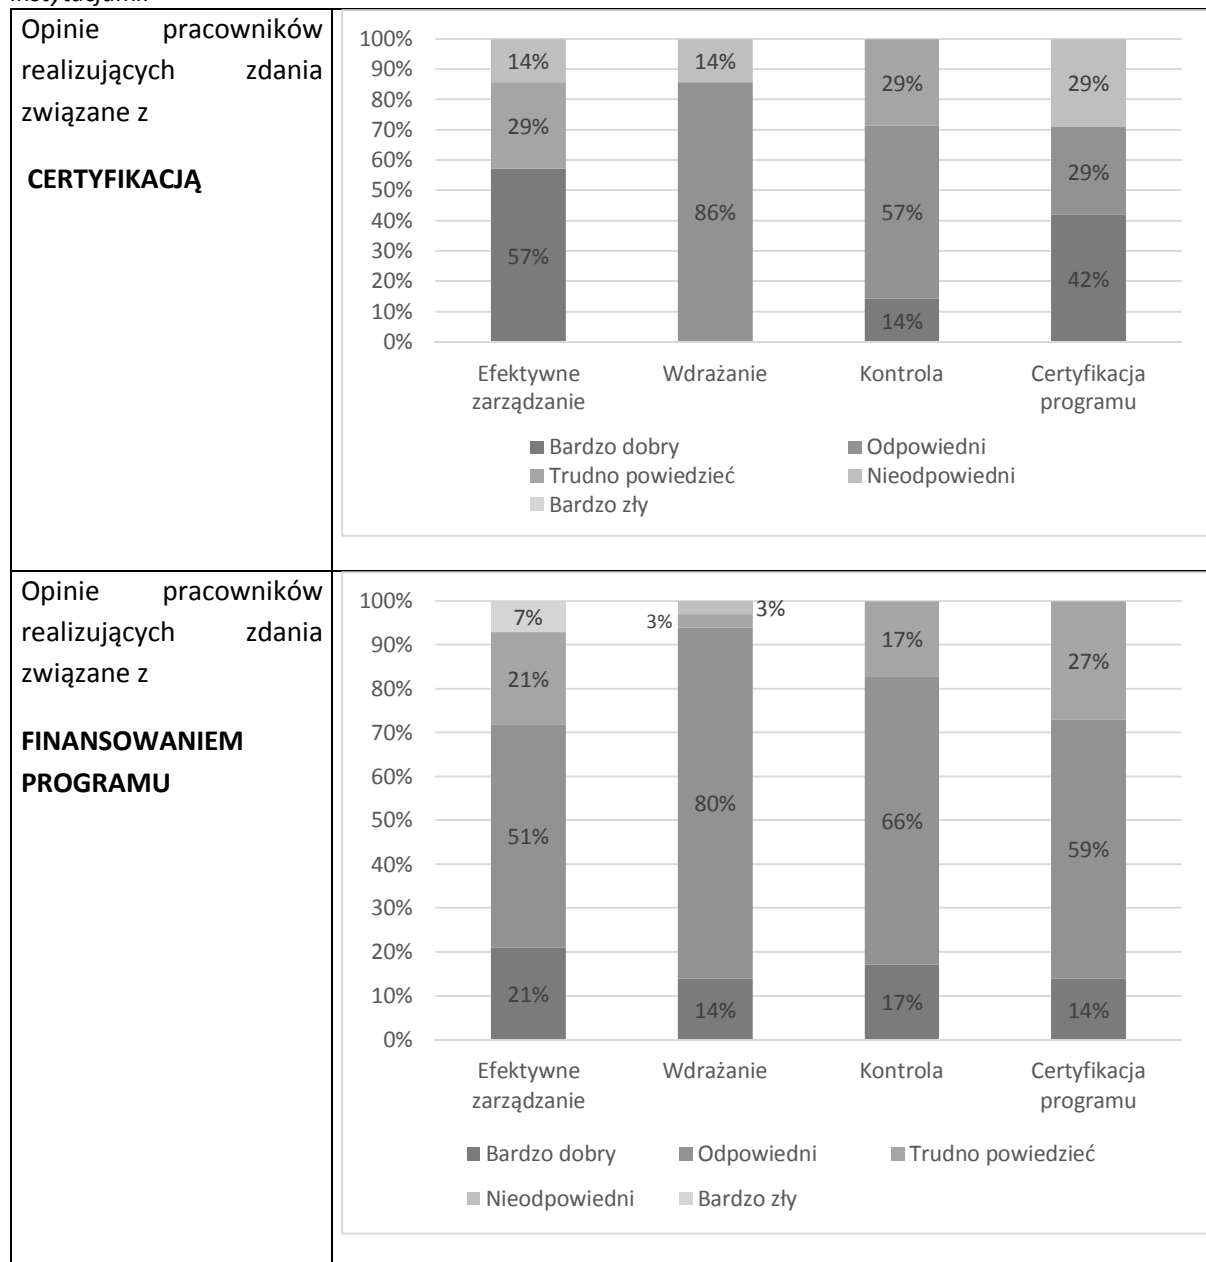 instytucjami.
Opinie pracowników
realizujących zdania
związane z
CERTYFIKACJĄ
100%
90%
80%
70%
60%
50%
40%
30%
20%
10%
0%
14% 14% 29% 29%
29% 86% 57% 29%
57% 14% 42%
Efektywne zarządzanie
Wdrażanie
Kontrola
Certyfikacja programu
Bardzo dobry Odpowiedni
Trudno powiedzieć Nieodpowiedni
Bardzo zły
Opinie pracowników
realizujących zdania
związane z
FINANSOWANIEM
PROGRAMU
100%
90%
80%
70%
60%
50%
40%
30%
20%
10%
0%
7% 3% 3% 17% 27%
21% 80% 66% 59%
51%
21% 14% 17% 14%
Efektywne zarządzanie
Wdrażanie
Kontrola
Certyfikacja programu
Bardzo dobry Odpowiedni Trudno powiedzieć
Nieodpowiedni Bardzo zły